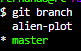 $ git branch
alien-plot
* master